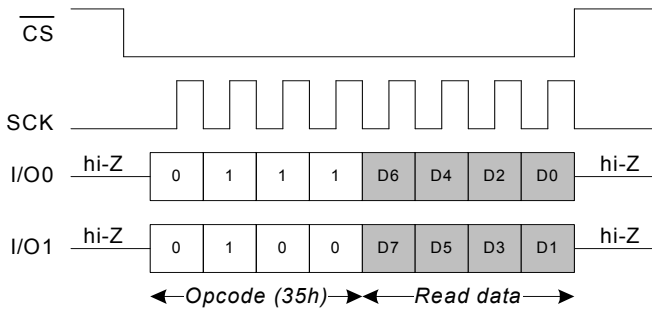 CS
SCK
I/O0 hi-Z 0 1 1 1 D6 D4 D2 D0 hi-Z
I/O1 hi-Z 0 1 0 0 D7 D5 D3 D1 hi-Z
Opcode (35h) Read data